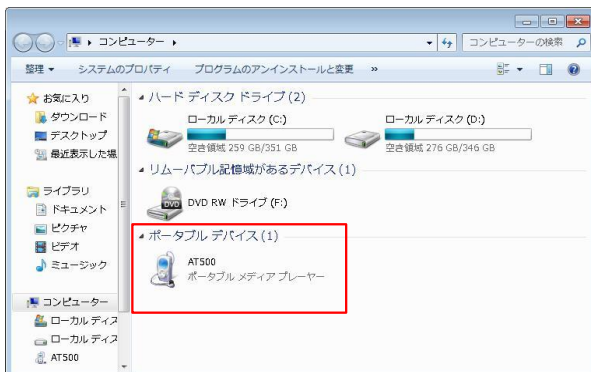 コンピューター
コンピューターの検索
整理
システムのプロパティ
プログラムのアンインストールと変更
»
お気に入り
ダウンロード
デスクトップ
最近表示した場
ライブラリ
ドキュメント
ピクチャ
ビデオ
ミュージック
コンピューター
ローカル ディス
ローカル ディス
AT500
ハード ディスク ドライブ (2)
ローカル ディスク (C:)
空き領域 259 GB/351 GB
ローカル ディスク (D:)
空き領域 276 GB/346 GB
リムーバブル記憶域があるデバイス (1)
DVD
DVD RW ドライブ (F:)
ポータブル デバイス (1)
AT500
ポータブル メディア プレーヤー